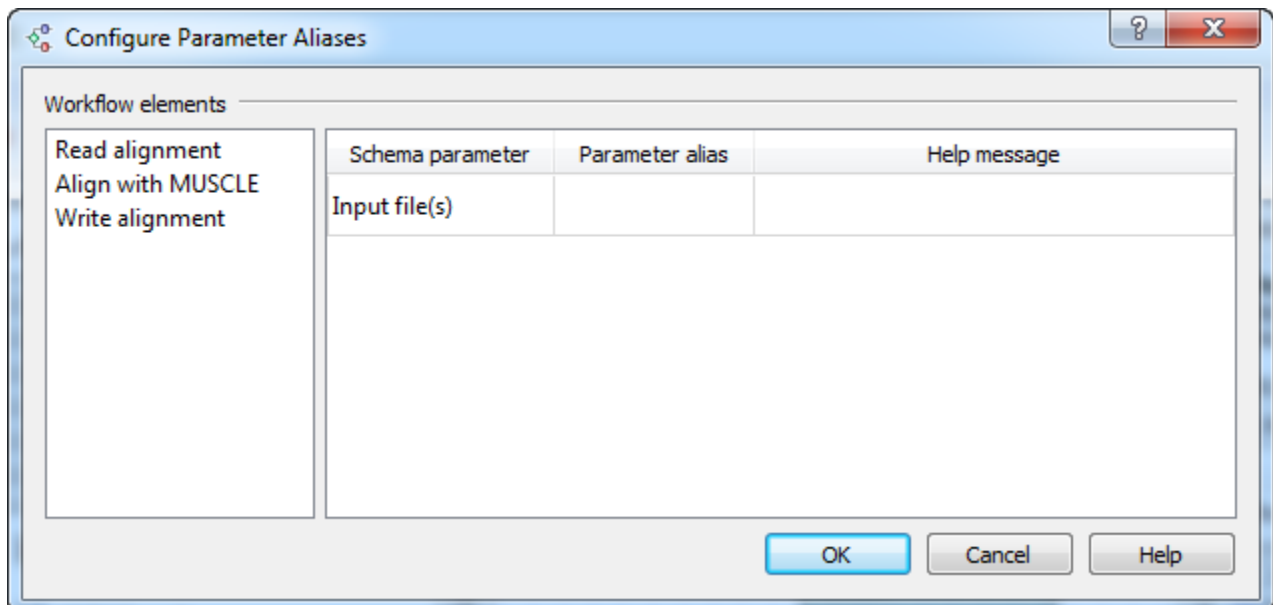 Configure Parameter Aliases
Workflow elements
Read alignment
Align with MUSCLE
Write alignment
Schema parameter Parameter alias Help message
Input file(s)
OK Cancel Help